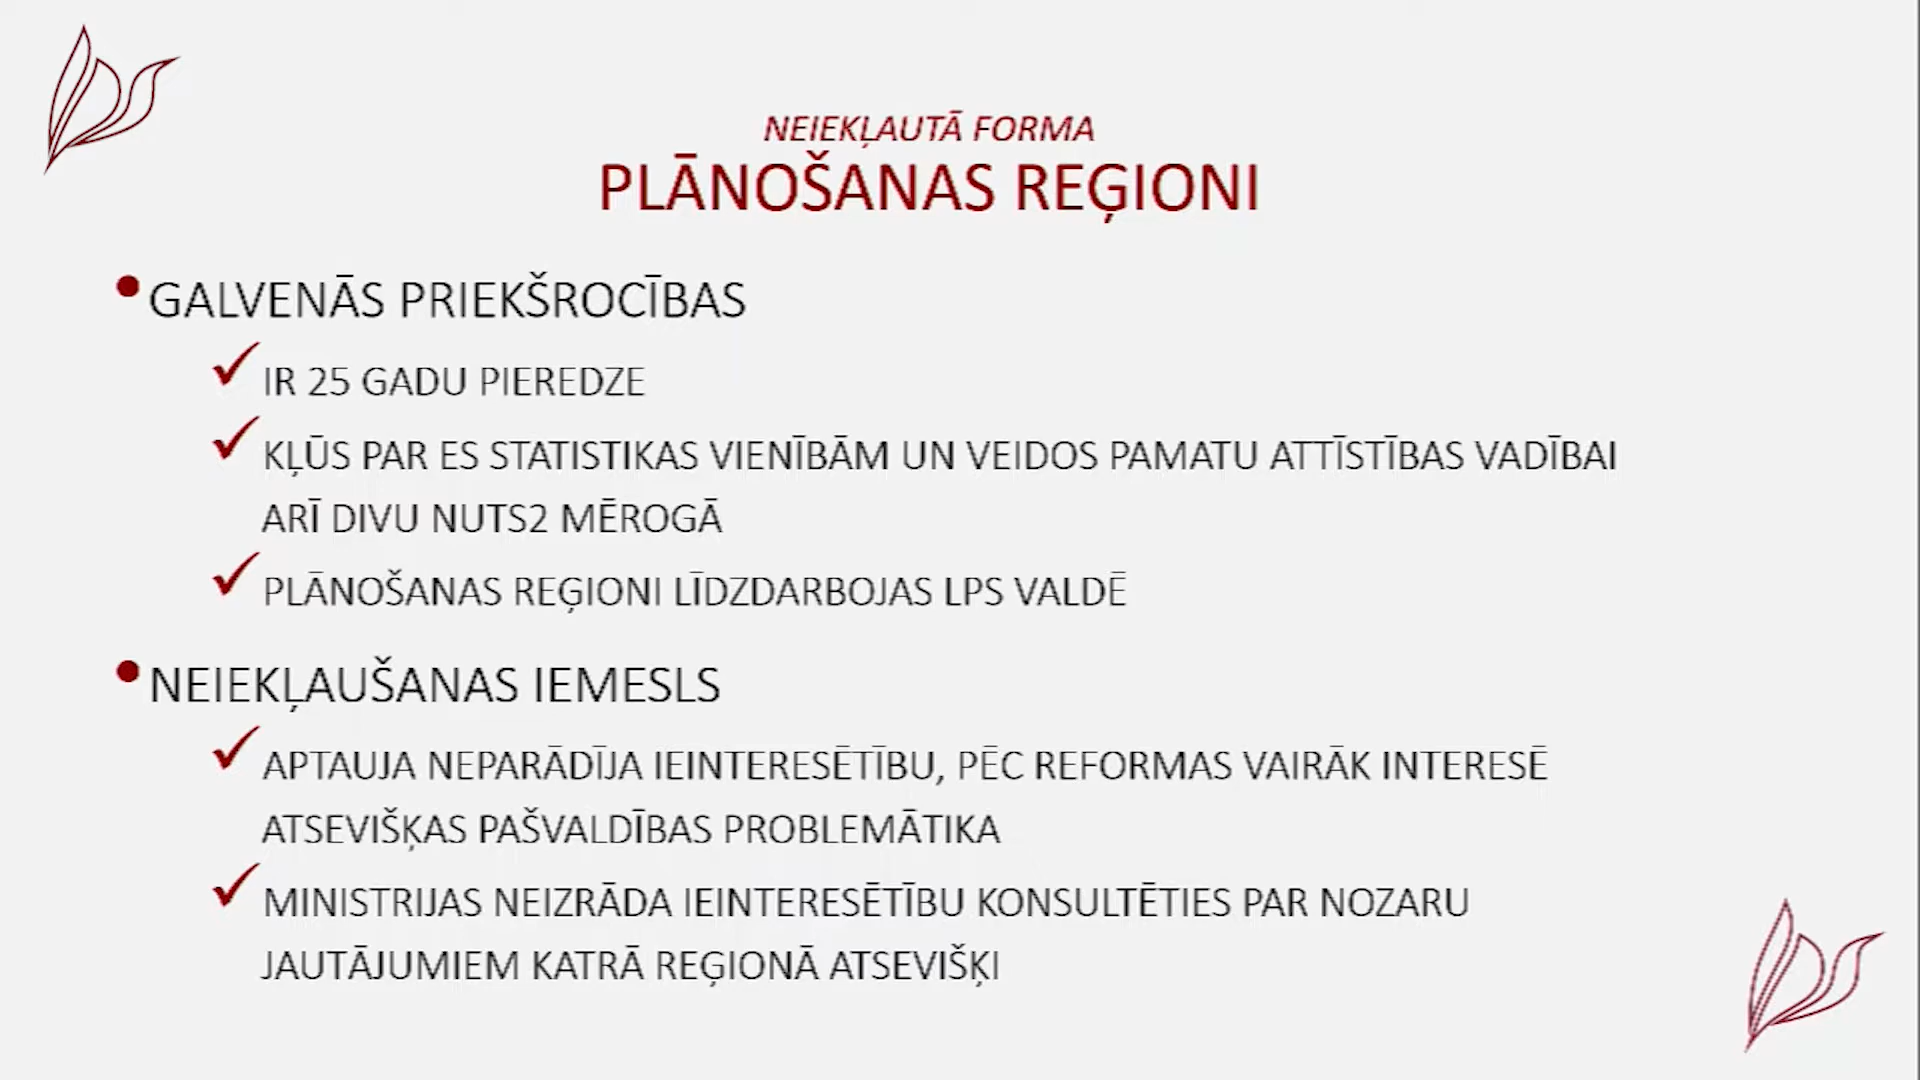 NEIEKĻAUTĀ FORMA
PLĀNOŠANAS REĢIONI
• GALVENĀS PRIEKŠROCĪBAS
✓ IR 25 GADU PIEREDZE
✓ KĻŪS PAR ES STATISTIKAS VIENĪBĀM UN VEIDOS PAMATU ATTĪSTĪBAS VADĪBAI
ARĪ DIVU NUTS2 MĒROGĀ
✓ PLĀNOŠANAS REĢIONI LĪDZDARBOJAS LPS VALDĒ
• NEIEKĻAUŠANAS IEMESLS
✓ APTAUJA NEPARĀDĪJA IEINTERESĒTĪBU, PĒC REFORMAS VAIRĀK INTERESĒ
ATSEVIŠĶAS PAŠVALDĪBAS PROBLEMĀTIKA
✓ MINISTRIJAS NEIZRĀDA IEINTERESĒTĪBU KONSULTĒTIES PAR NOZARU
JAUTĀJUMIEM KATRĀ REĢIONĀ ATSEVIŠĶI